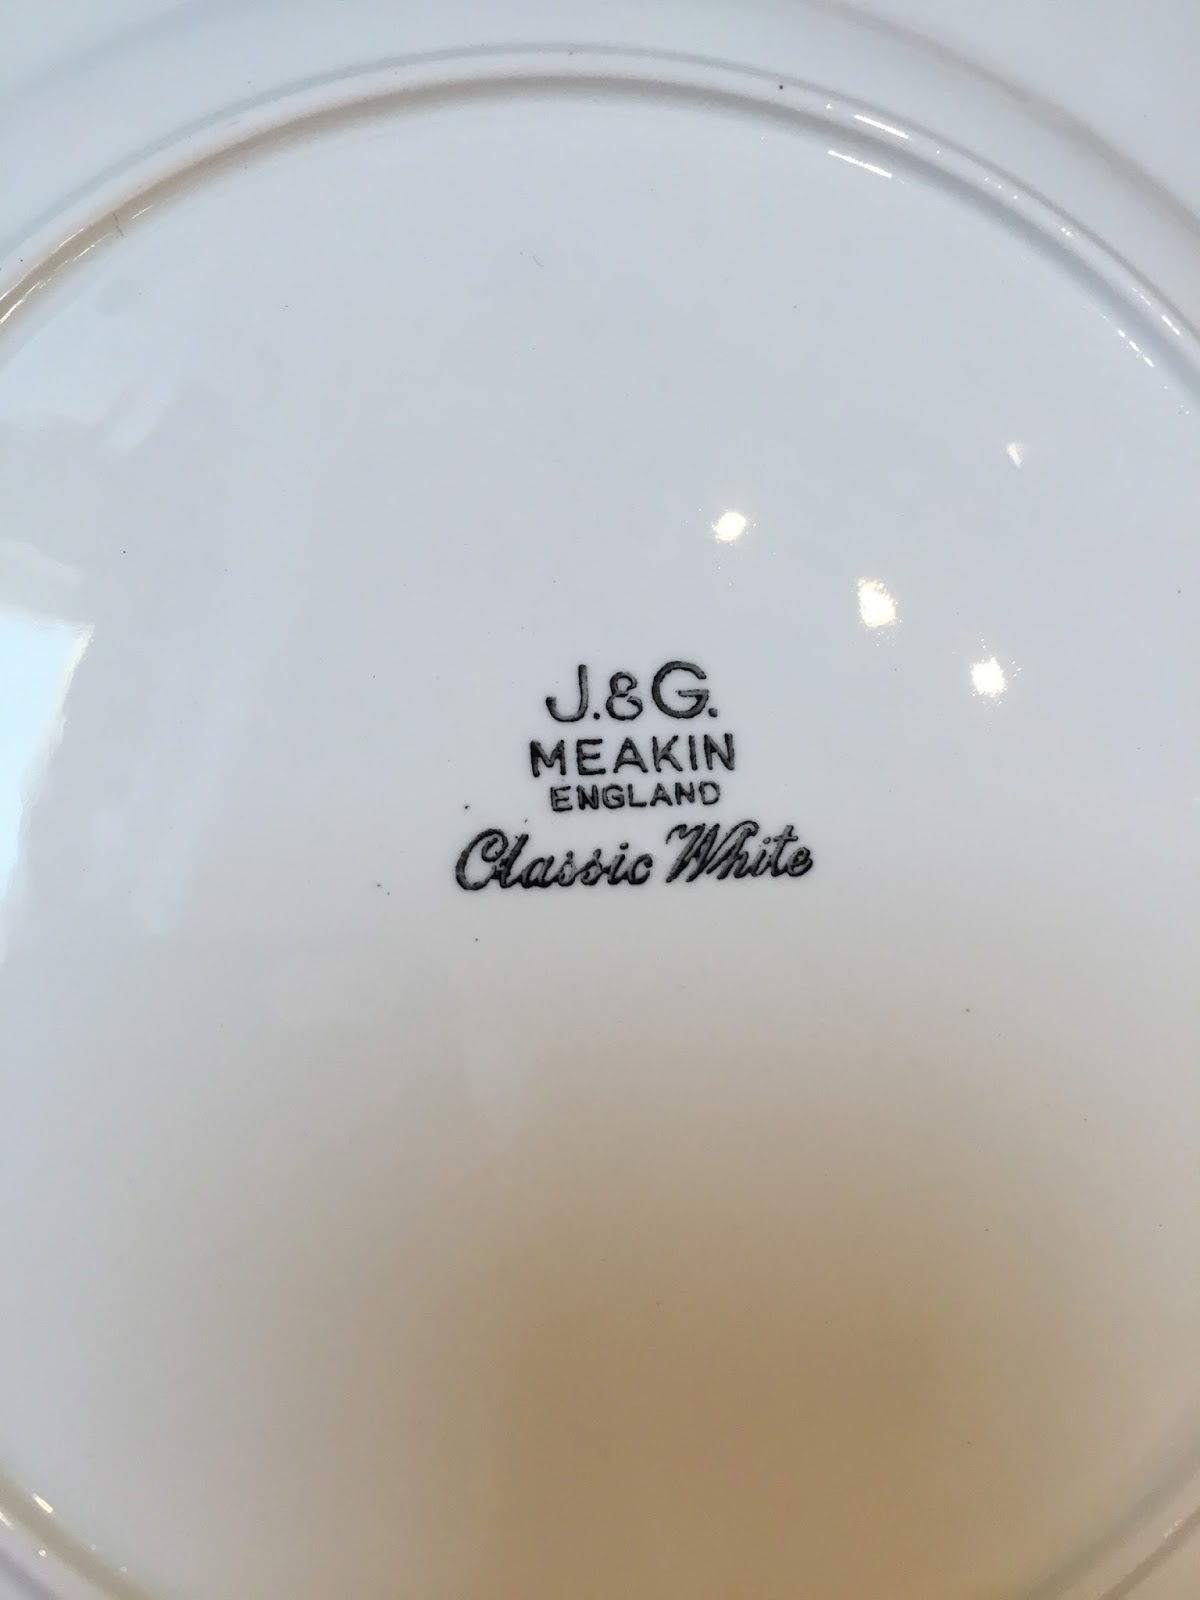 J.&G.
MEAKIN
ENGLAND
Classic White